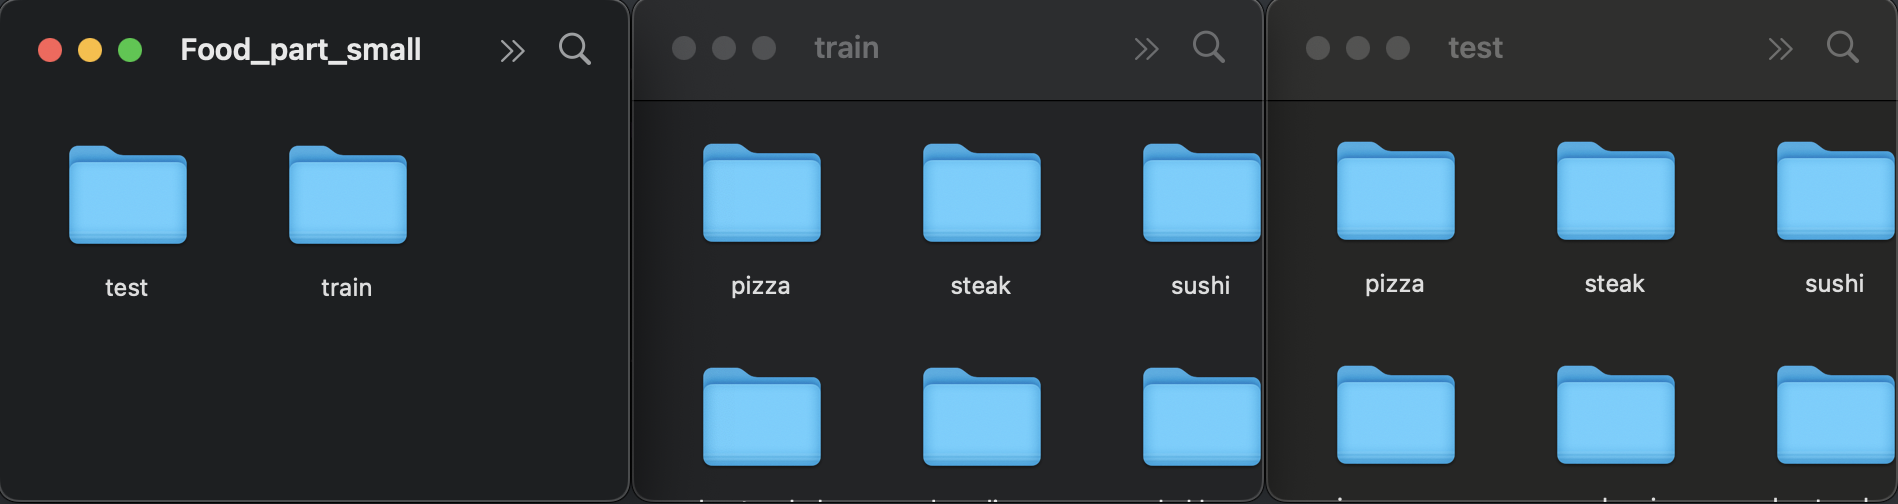 Food_part_small
test
train
train
pizza
steak
sushi
test
pizza
steak
sushi